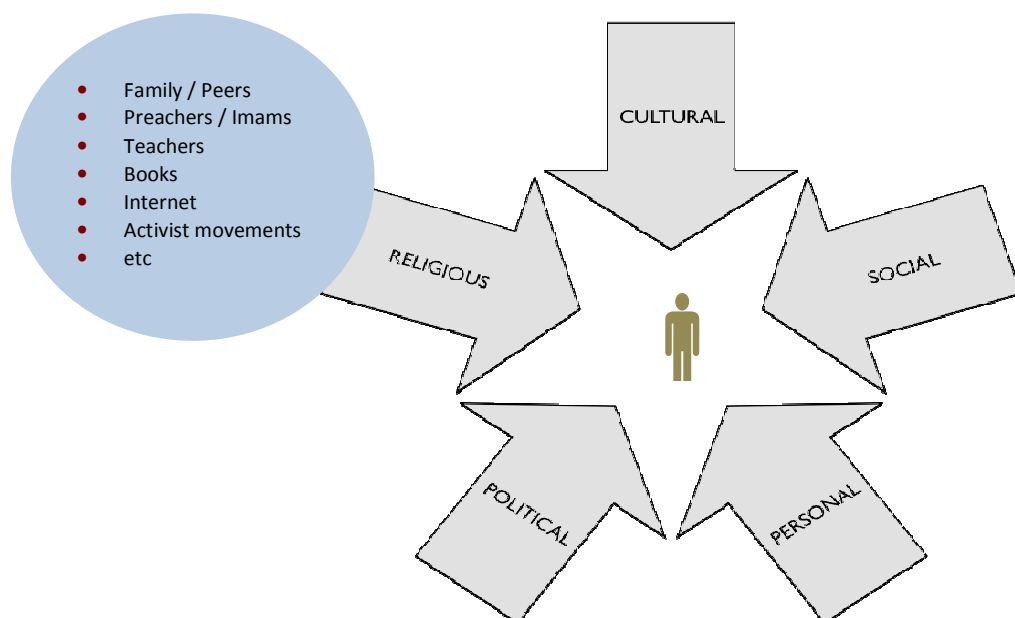 Family / Peers
Preachers / Imams
Teachers
Books
Internet
Activist movements
etc
CULTURAL
RELIGIOUS
SOCIAL
POLITICAL
PERSONAL